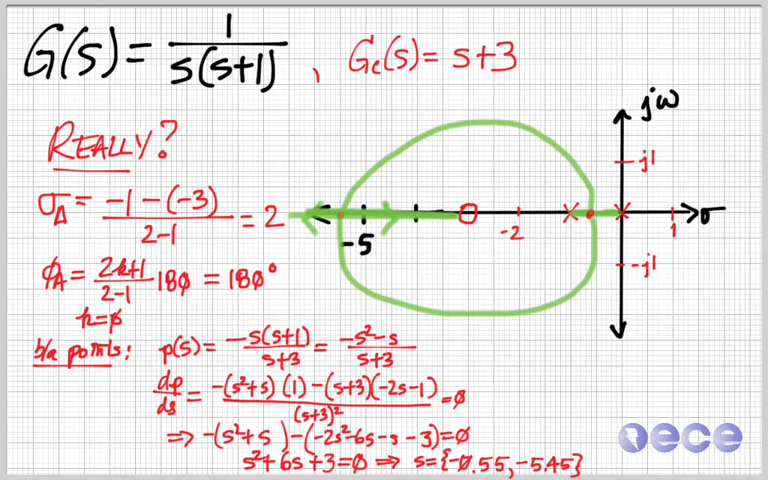 G(s) = 1/s(s+1) , Gc(s) = s+3
REALLY?
σA = -1-(-3)/2-1 = 2
ϕA = 2k+1/2-1 180 = 180°
k=0
b/a points: p(s) = -s(s+1)/s+3 = -s²-s/s+3
dp/ds = -(s²+s)(1)-(s+3)(-2s-1)/(s+3)² = 0
⇒ -(s²+s)-(-2s²-6s-s-3)=0
s²+6s+3=0 ⇒ s={-0.55,-5.45}
jω
j1
σ
-5
-2
1
-j1
ece